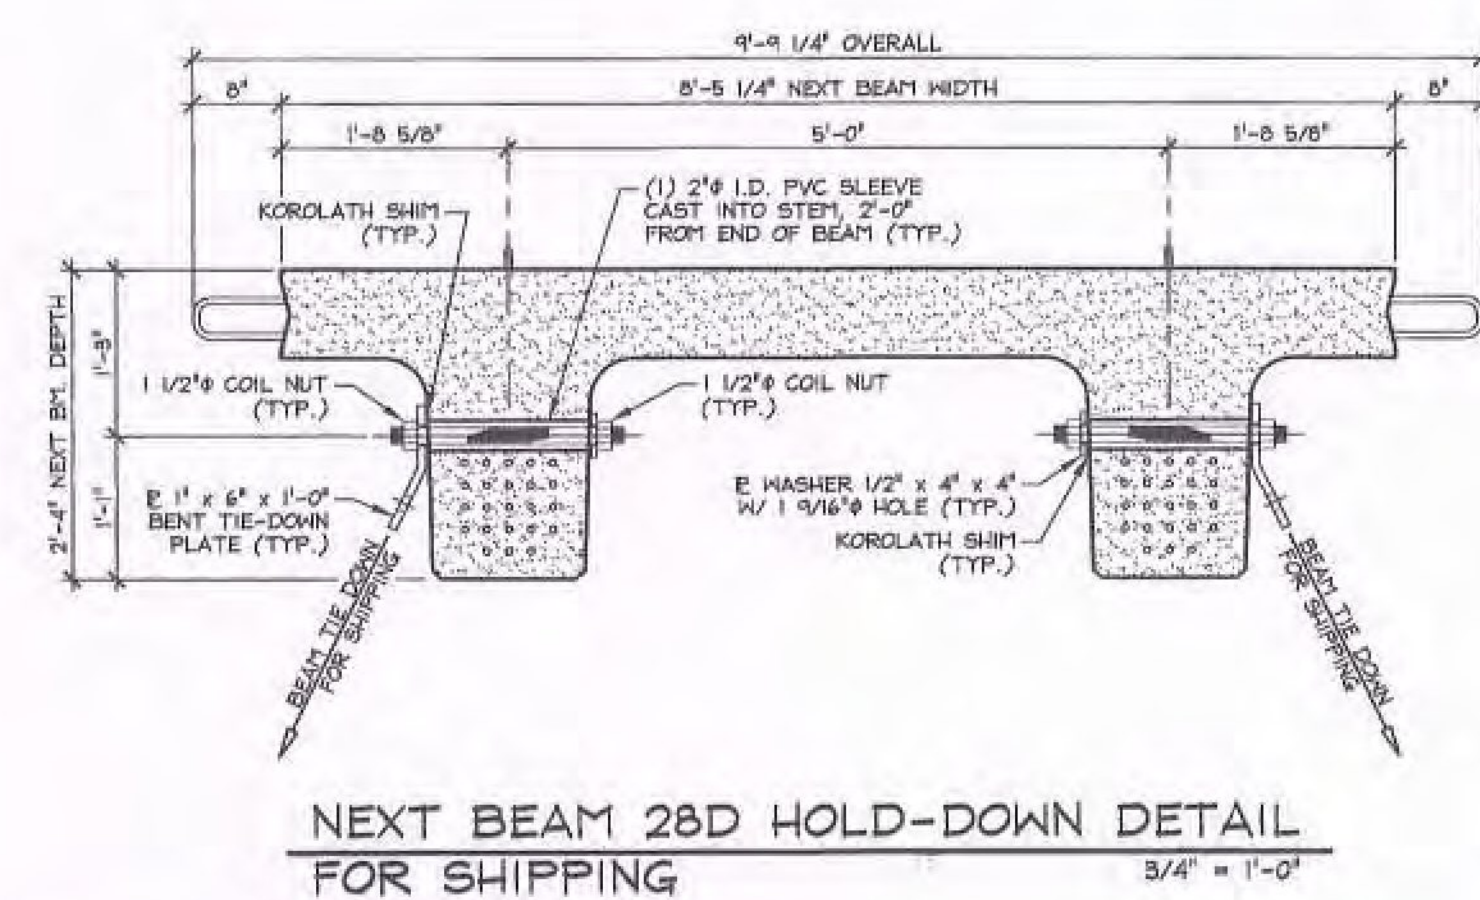 9'-9 1/4" OVERALL
8"
8'-5 1/4" NEXT BEAM WIDTH
8"
1'-8 5/8"
5'-0"
1'-8 5/8"
KOROLATH SHIM
(TYP.)
(1) 2"ϕ I.D. PVC SLEEVE
CAST INTO STEM, 2'-0"
FROM END OF BEAM (TYP.)
2'-4" NEXT BM. DEPTH
1'-3"
1'-1"
1 1/2"ϕ COIL NUT
(TYP.)
1 1/2"ϕ COIL NUT
(TYP.)
PL 1" x 6" x 1'-0"
BENT TIE-DOWN
PLATE (TYP.)
PL WASHER 1/2" x 4" x 4"
W/ 1 9/16"ϕ HOLE (TYP.)
KOROLATH SHIM
(TYP.)
BEAM TIE DOWN
FOR SHIPPING
BEAM TIE DOWN
FOR SHIPPING
NEXT BEAM 28D HOLD-DOWN DETAIL
FOR SHIPPING
3/4" = 1'-0"